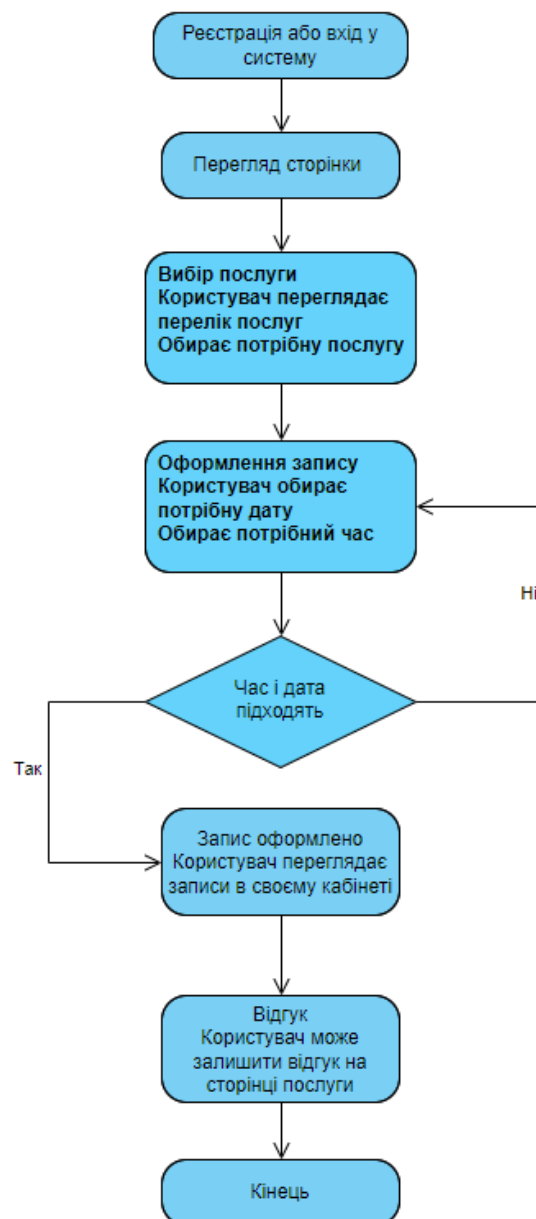 Реєстрація або вхід у
систему
Перегляд сторінки
Вибір послуги
Користувач переглядає
перелік послуг
Обирає потрібну послугу
Оформлення запису
Користувач обирає
потрібну дату
Обирає потрібний час
Ні
Час і дата
підходять
Так
Запис оформлено
Користувач переглядає
записи в своєму кабінеті
Відгук
Користувач може
залишити відгук на
сторінці послуги
Кінець